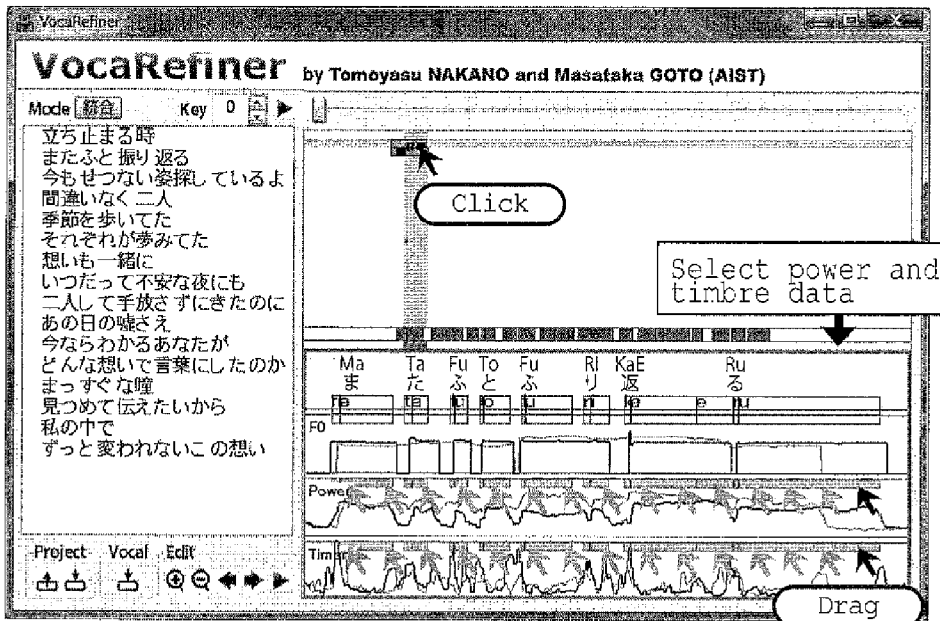 VocaRefiner
VocaRefiner by Tomoyasu NAKANO and Masataka GOTO (AIST)
Mode 統合 Key 0
立ち止まる時
またふと振り返る
今もせつない姿探しているよ
間違いなく二人
季節を歩いてた
それぞれが夢みてた
想いも一緒に
いつだって不安な夜にも
二人して手放さずにきたのに
あの日の嘘さえ
今ならわかるあなたが
どんな想いで言葉にしたのか
まっすぐな瞳
見つめて伝えたいから
私の中で
ずっと変われないこの想い
Project Vocal Edit
Click
Select power and
timbre data
Ma Ta Fu To Fu RI KaE Ru
ま た ふ と ふ り 返 る
F0
Power
Drag